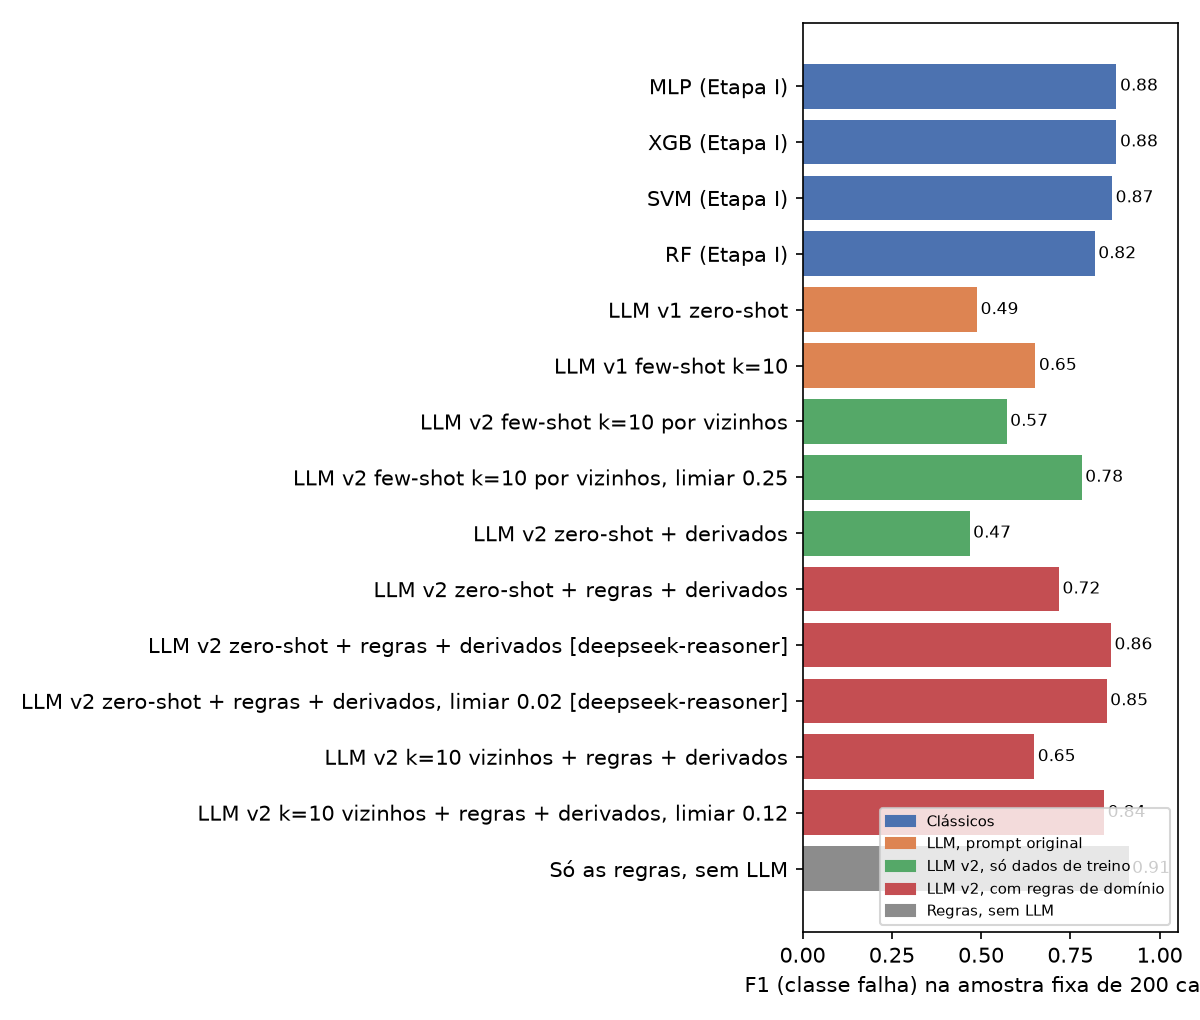 MLP (Etapa I) 0.88
XGB (Etapa I) 0.88
SVM (Etapa I) 0.87
RF (Etapa I) 0.82
LLM v1 zero-shot 0.49
LLM v1 few-shot k=10 0.65
LLM v2 few-shot k=10 por vizinhos 0.57
LLM v2 few-shot k=10 por vizinhos, limiar 0.25 0.78
LLM v2 zero-shot + derivados 0.47
LLM v2 zero-shot + regras + derivados 0.72
LLM v2 zero-shot + regras + derivados [deepseek-reasoner] 0.86
LLM v2 zero-shot + regras + derivados, limiar 0.02 [deepseek-reasoner] 0.85
LLM v2 k=10 vizinhos + regras + derivados 0.65
LLM v2 k=10 vizinhos + regras + derivados, limiar 0.12 0.84
Só as regras, sem LLM 0.91
Clássicos
LLM, prompt original
LLM v2, só dados de treino
LLM v2, com regras de domínio
Regras, sem LLM
0.00 0.25 0.50 0.75 1.00
F1 (classe falha) na amostra fixa de 200 ca